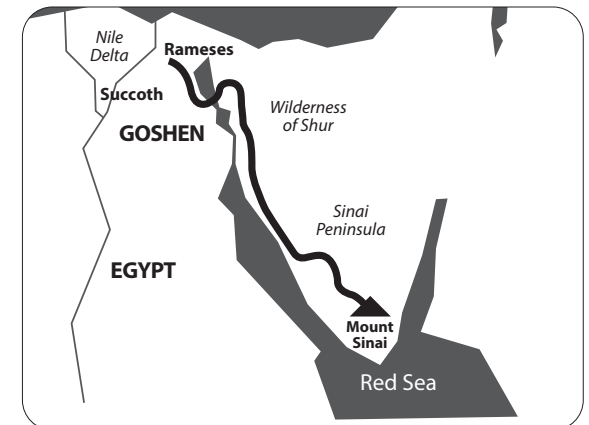 Nile
Delta
Rameses
Succoth
Wilderness
of Shur
GOSHEN
Sinai
Peninsula
EGYPT
Mount
Sinai
Red Sea